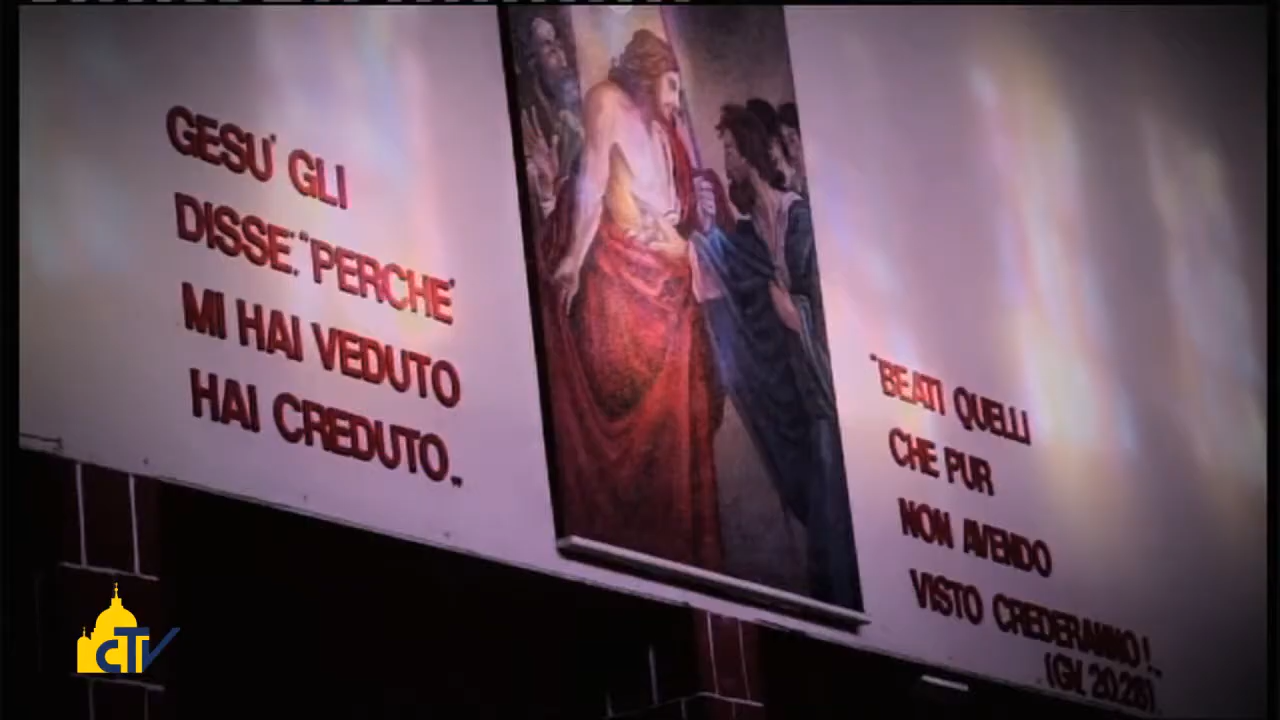 GESU' GLI
DISSE: "PERCHE'
MI HAI VEDUTO
HAI CREDUTO„
"BEATI QUELLI
CHE PUR
NON AVENDO
VISTO CREDERANNO!„
(GV. 20.28)
CTV